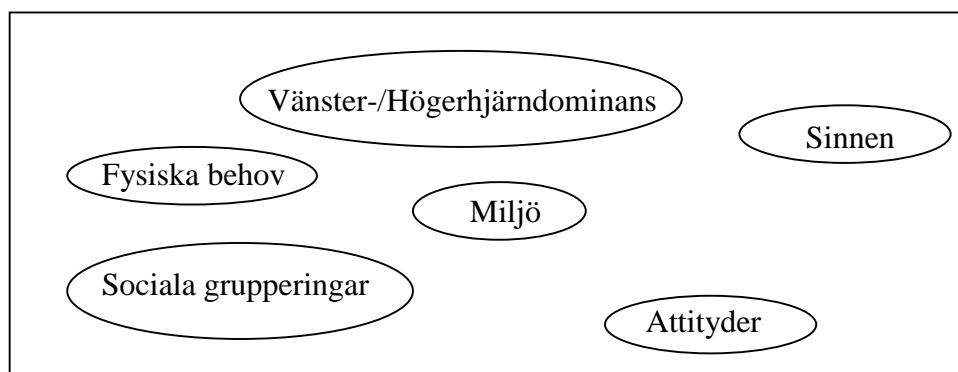 Vänster-/Högerhjärndominans
Sinnen
Fysiska behov
Miljö
Sociala grupperingar
Attityder